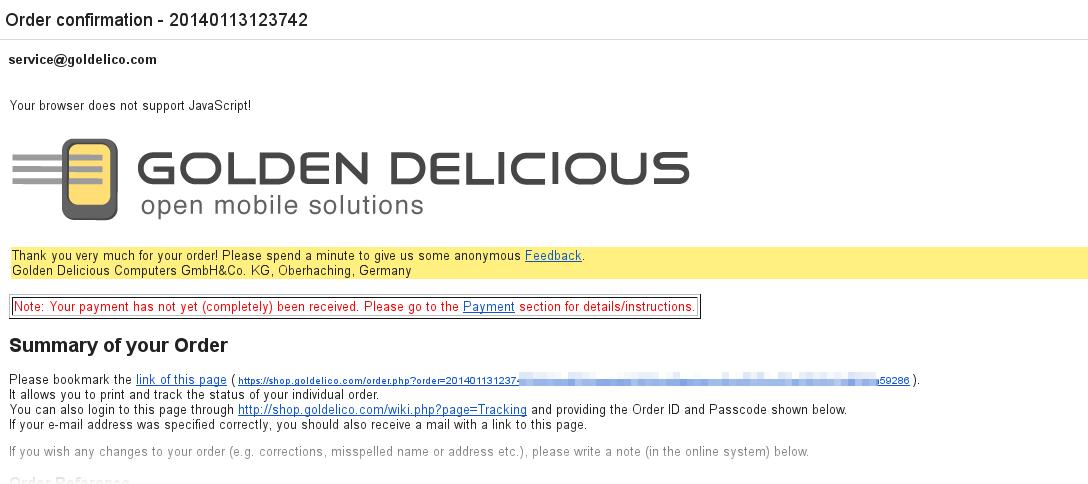 Order confirmation - 20140113123742
service@goldelico.com
Your browser does not support JavaScript!
GOLDEN DELICIOUS
open mobile solutions
Thank you very much for your order! Please spend a minute to give us some anonymous Feedback.
Golden Delicious Computers GmbH&Co. KG, Oberhaching, Germany
Note: Your payment has not yet (completely) been received. Please go to the Payment section for details/instructions.
Summary of your Order
Please bookmark the link of this page ( https://shop.goldelico.com/order.php?order=2014011312374 59286 ).
It allows you to print and track the status of your individual order.
You can also login to this page through http://shop.goldelico.com/wiki.php?page=Tracking and providing the Order ID and Passcode shown below.
If your e-mail address was specified correctly, you should also receive a mail with a link to this page.
If you wish any changes to your order (e.g. corrections, misspelled name or address etc.), please write a note (in the online system) below.
Order Reference